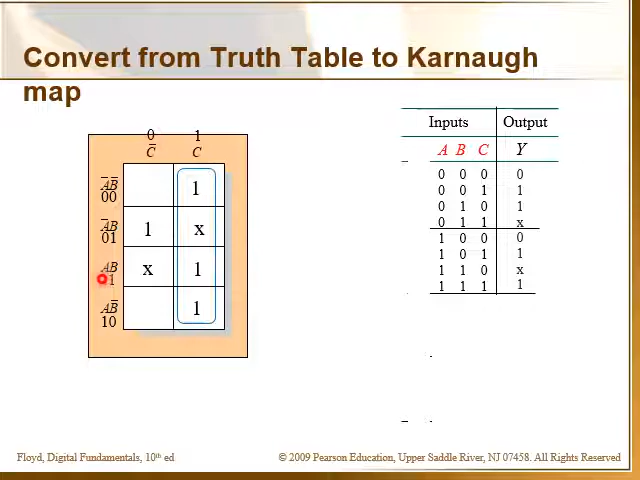 Convert from Truth Table to Karnaugh
map
0 1
C̅ C
A̅B̅
00 1
A̅B
01 1 x
AB
1 x 1
AB̅
10 1
Inputs Output
A B C Y
0 0 0 0
0 0 1 1
0 1 0 1
0 1 1 x
1 0 0 0
1 0 1 1
1 1 0 x
1 1 1 1
Floyd, Digital Fundamentals, 10th ed
© 2009 Pearson Education, Upper Saddle River, NJ 07458. All Rights Reserved